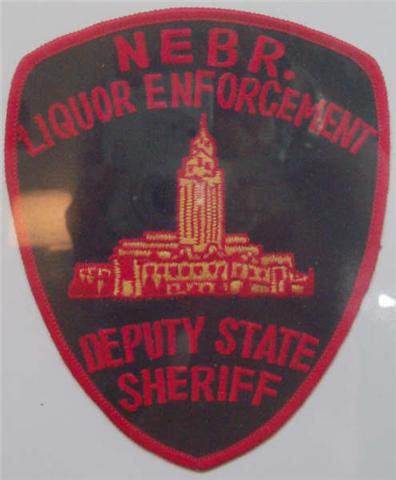 NEBR.
LIQUOR ENFORCEMENT
DEPUTY STATE
SHERIFF